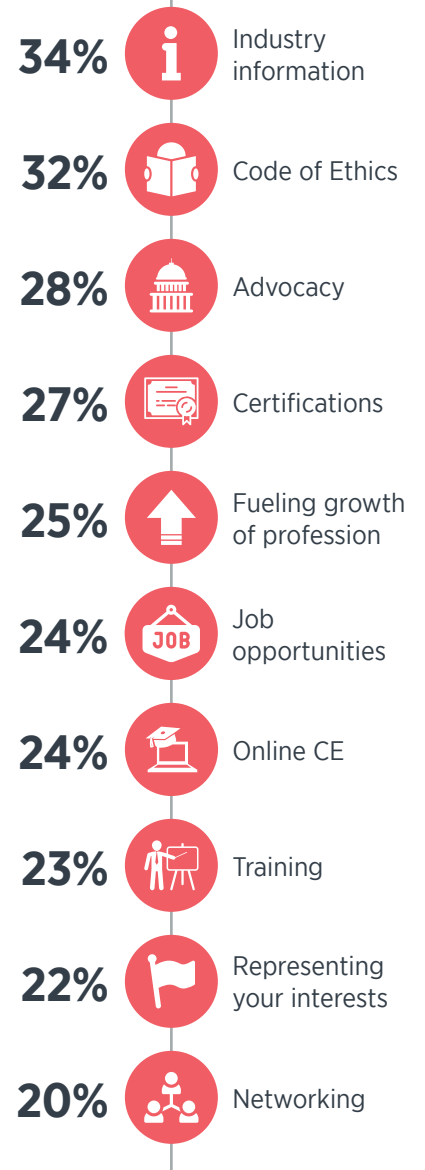 34%
Industry
information
32%
Code of Ethics
28%
Advocacy
27%
Certifications
25%
Fueling growth
of profession
24%
JOB
Job
opportunities
24%
Online CE
23%
Training
22%
Representing
your interests
20%
Networking